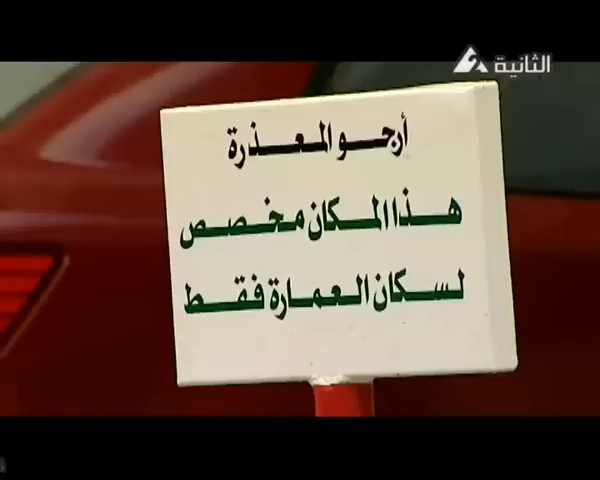 الثانية
أرجو المعذرة
هذا المكان مخصص
لسكان العمارة فقط